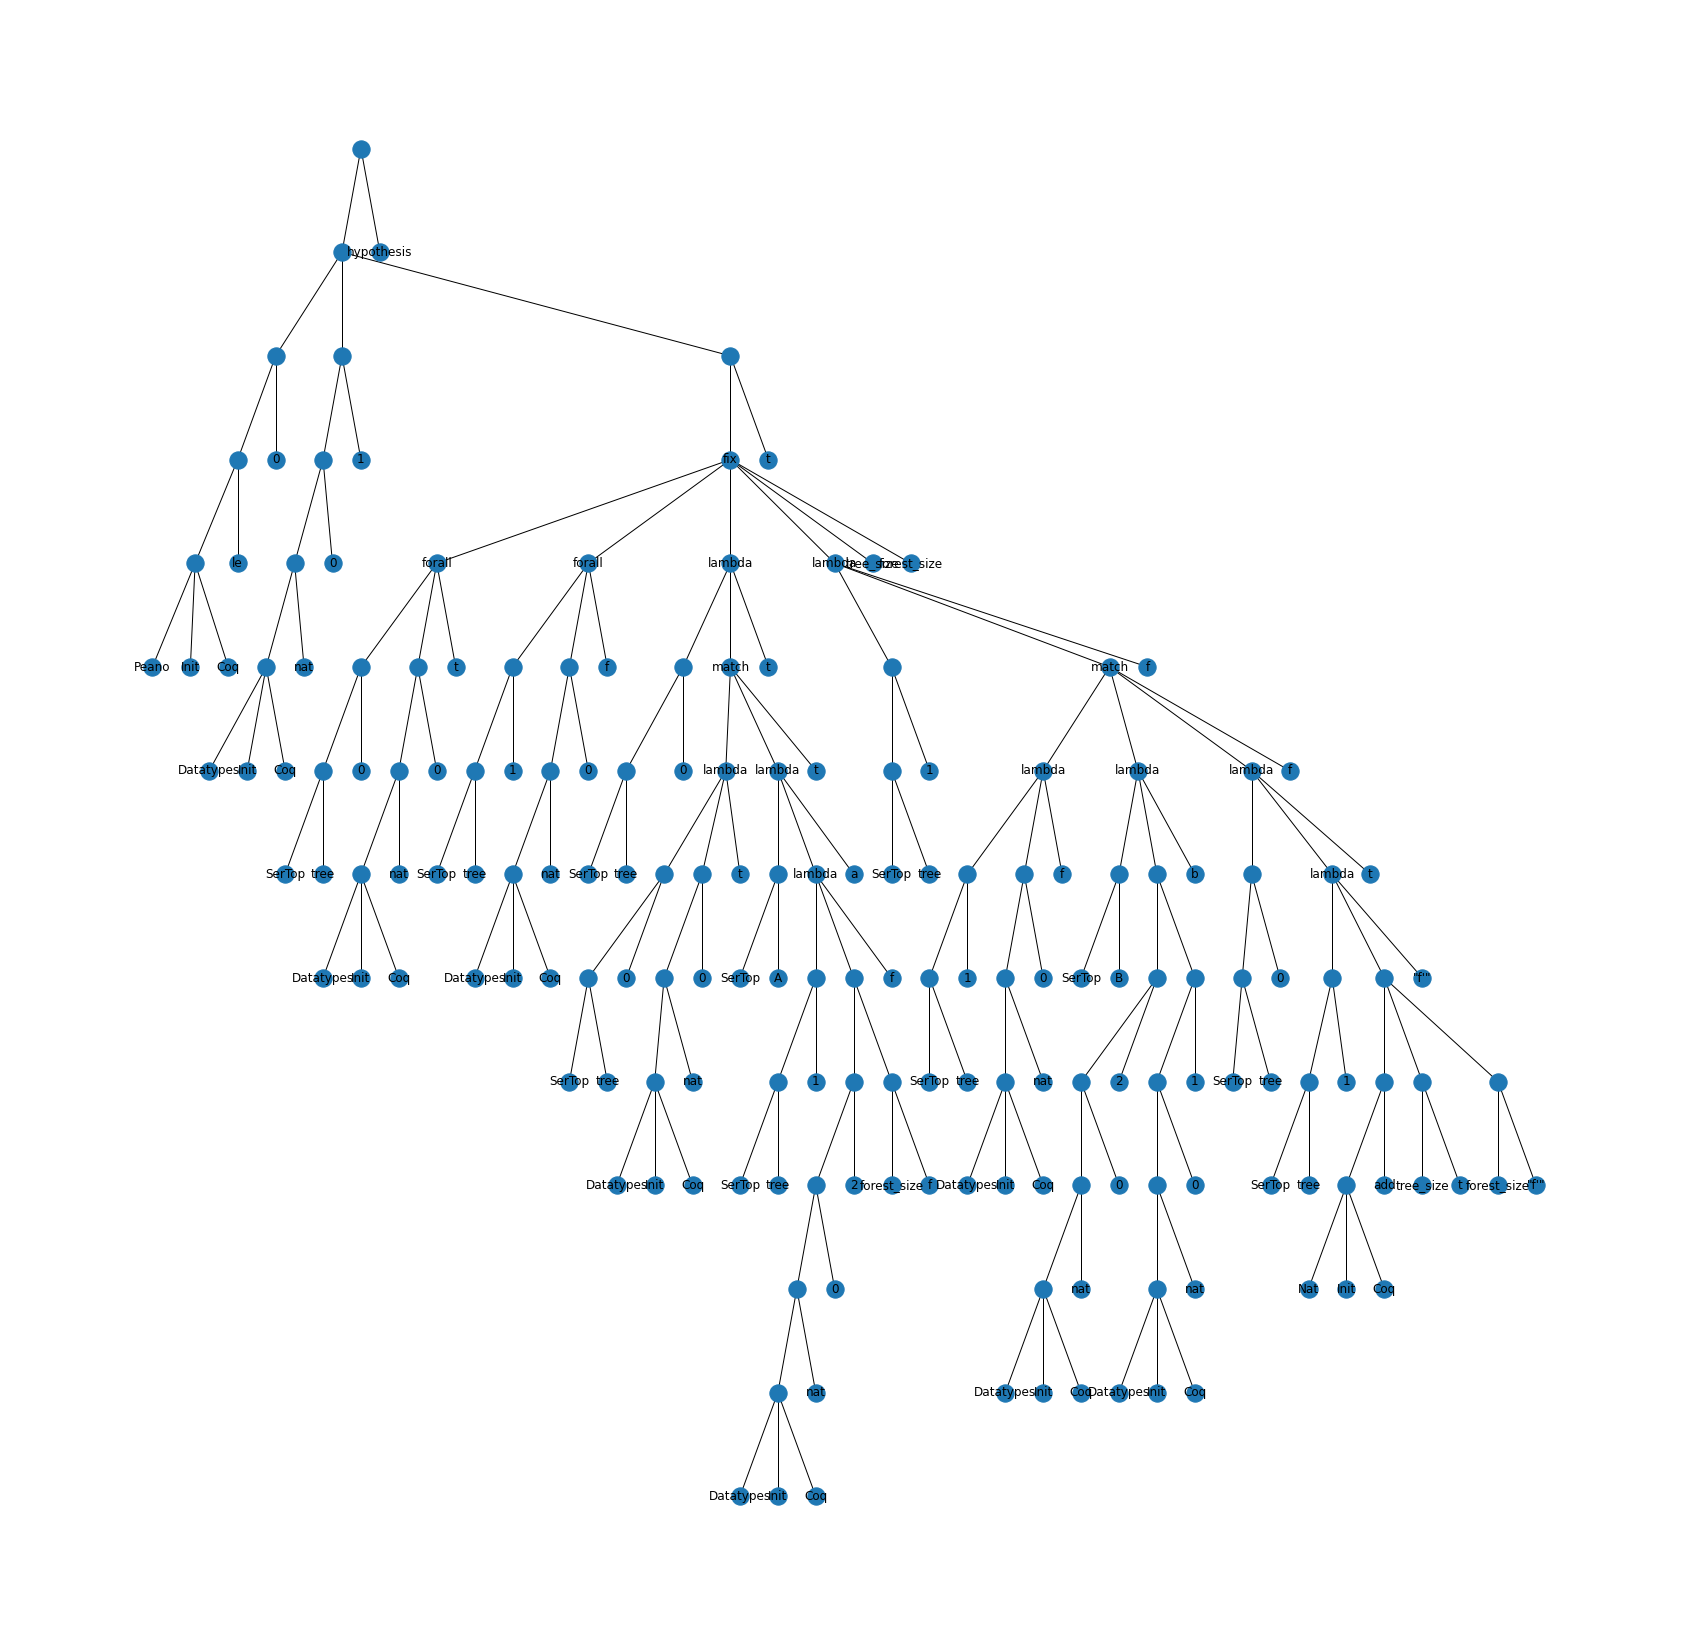 hypothesis
0 1 fix t
le 0 forall forall lambda lambda tree_size forest_size
Peano Init Coq nat t f match t match f
Datatypes Init Coq 0 0 1 0 0 lambda lambda t 1 lambda lambda lambda f
SerTop tree nat SerTop tree nat SerTop tree t lambda a SerTop tree f b lambda t
Datatypes Init Coq Datatypes Init Coq 0 0 SerTop A f 1 0 SerTop B 0 "f'"
SerTop tree nat 1 SerTop tree nat 2 1 SerTop tree 1
Datatypes Init Coq SerTop tree 2 forest_size f Datatypes Init Coq 0 0 SerTop tree add tree_size t forest_size "f'"
0 nat nat Nat Init Coq
nat Datatypes Init Coq Datatypes Init Coq
Datatypes Init Coq